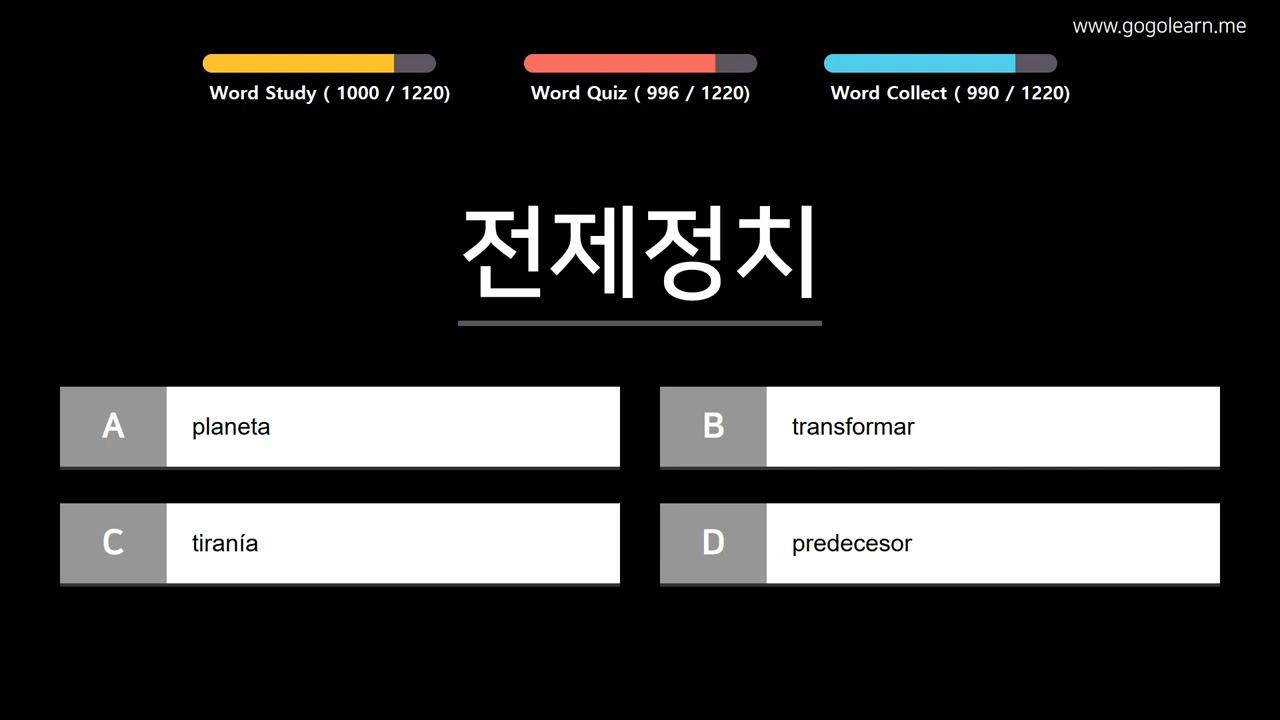 www.gogolearn.me
Word Study ( 1000 / 1220)
Word Quiz ( 996 / 1220)
Word Collect ( 990 / 1220)
전제정치
A planeta
B transformar
C tiranía
D predecesor